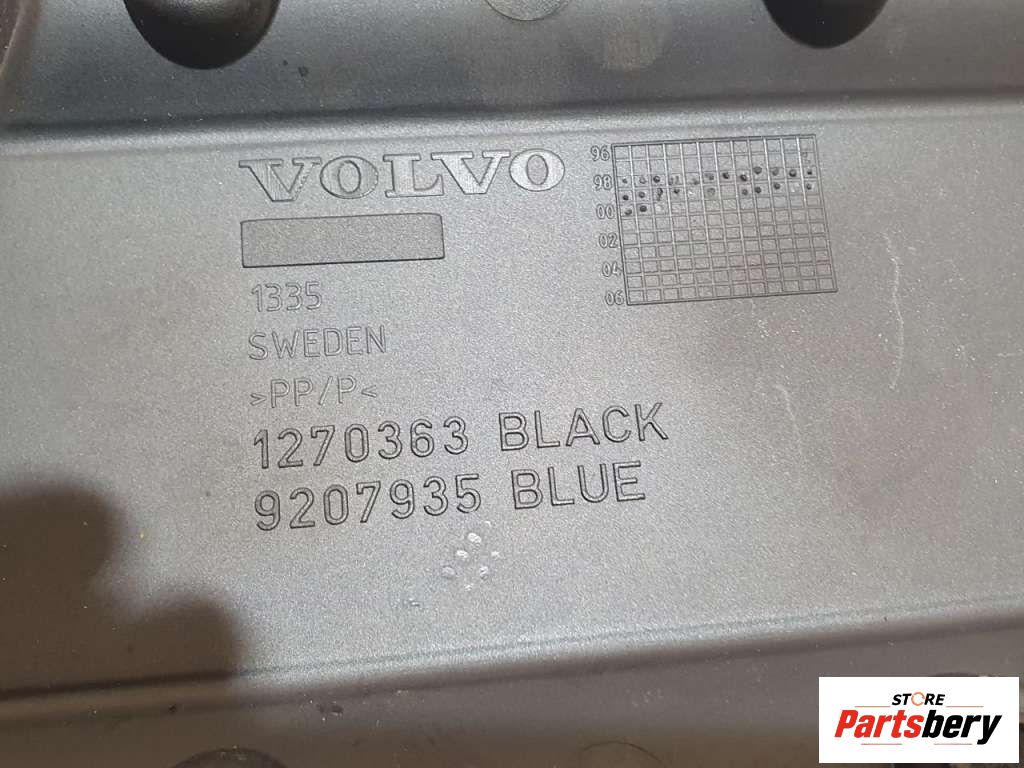 VOLVO
96
98
00
02
04
06
1335
SWEDEN
>PP/P<
1270363 BLACK
9207935 BLUE
STORE
Partsbery